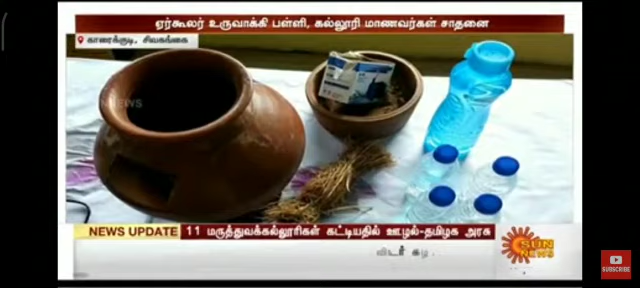 ஏர்கூலர் உருவாக்கி பள்ளி, கல்லூரி மாணவர்கள் சாதனை
காரைக்குடி, சிவகங்கை
NEWS
NEWS UPDATE
11 மருத்துவக்கல்லூரிகள் கட்டியதில் ஊழல்-தமிழக அரசு
SUN
NEWS
SUBSCRIBE